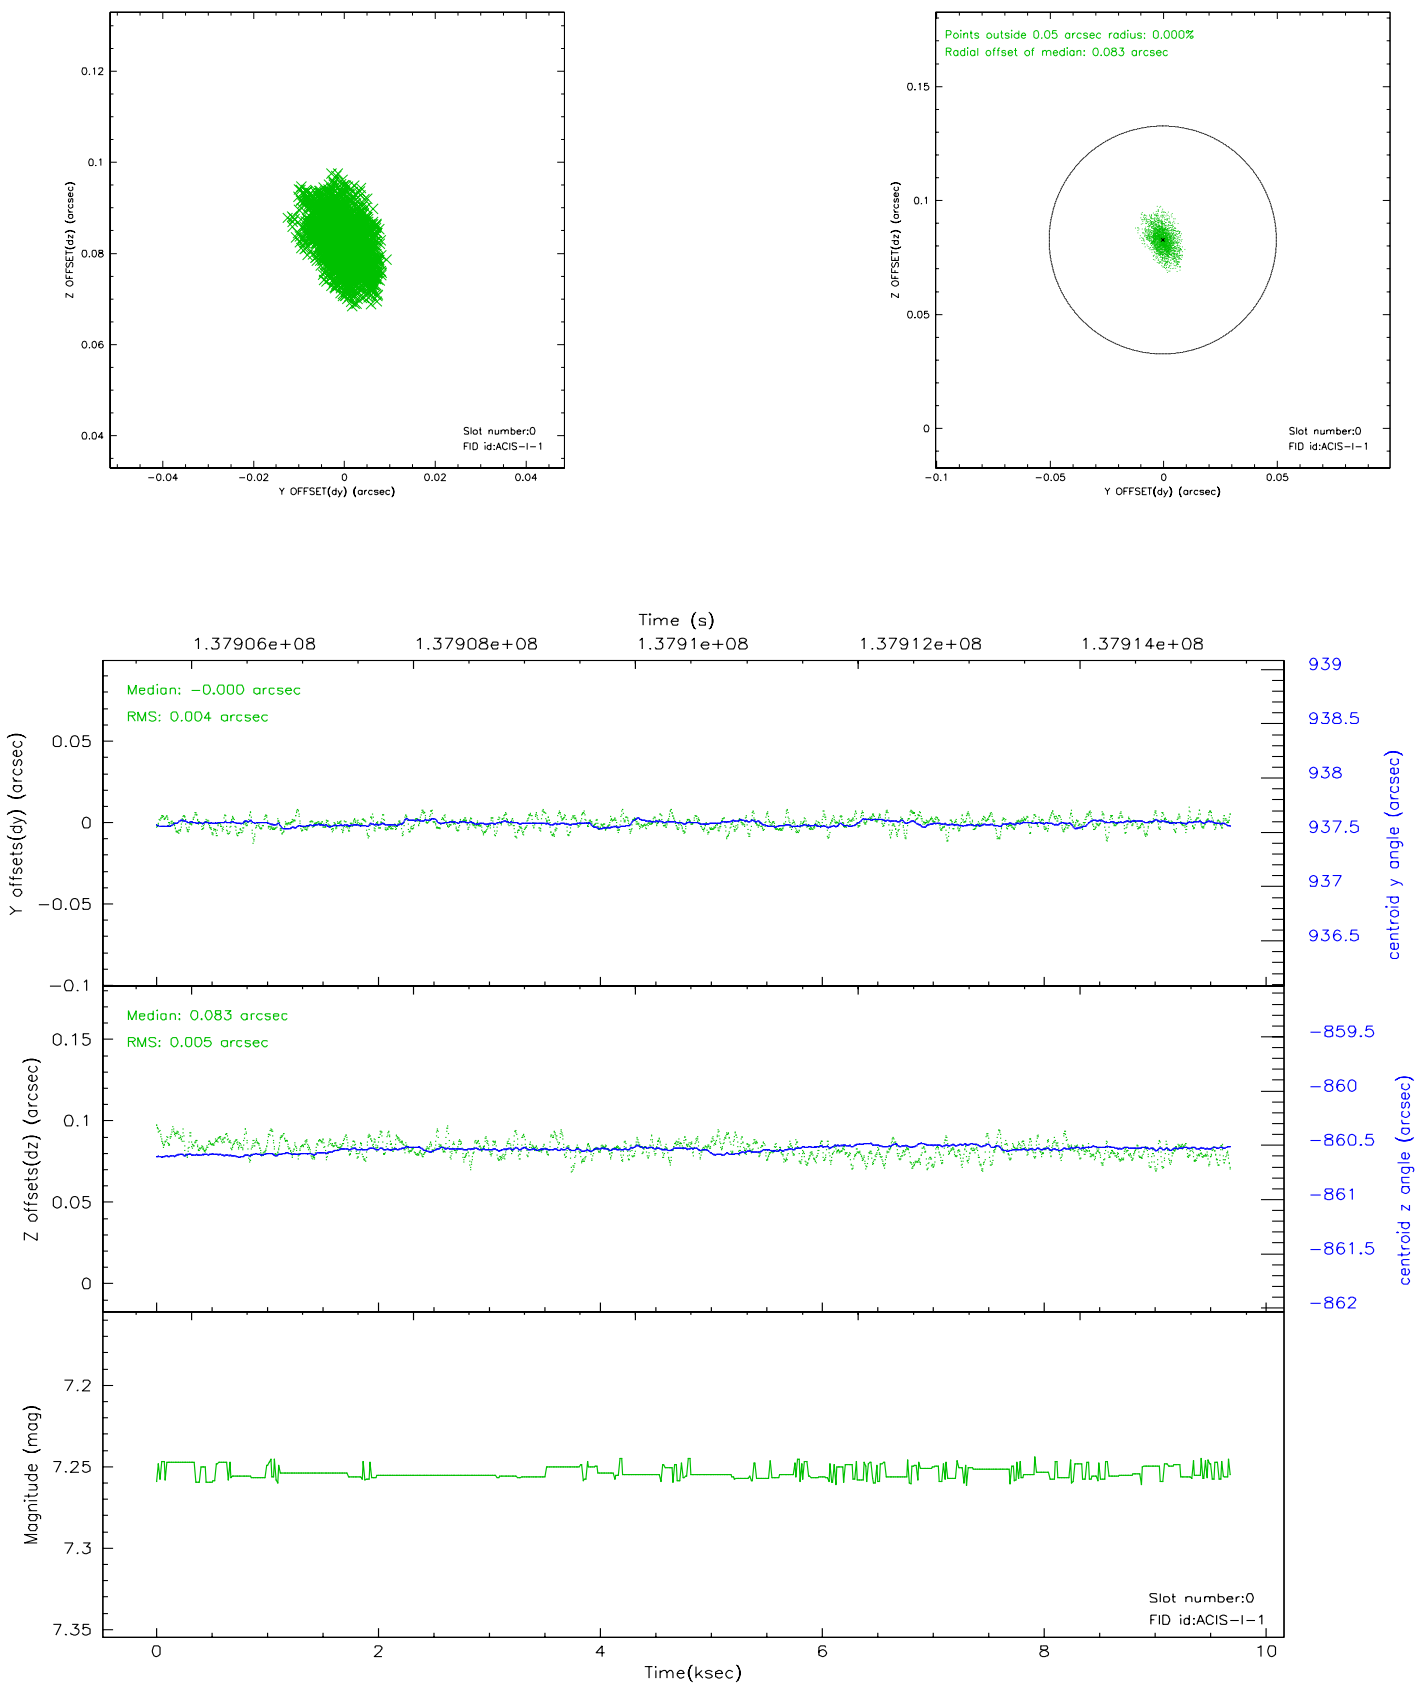 0.12
0.1
0.08
0.06
0.04
Z OFFSET(dz) (arcsec)
Slot number:0
FID id:ACIS-I-1
-0.04
-0.02
0
0.02
0.04
Y OFFSET(dy) (arcsec)
Points outside 0.05 arcsec radius: 0.000%
Radial offset of median: 0.083 arcsec
0.15
0.1
0.05
0
Z OFFSET(dz) (arcsec)
Slot number:0
FID id:ACIS-I-1
-0.1
-0.05
0
0.05
Y OFFSET(dy) (arcsec)
Time (s)
1.37906e+08
1.37908e+08
1.3791e+08
1.37912e+08
1.37914e+08
Median: -0.000 arcsec
RMS: 0.004 arcsec
0.05
0
-0.05
-0.1
Y offsets(dy) (arcsec)
939
938.5
938
937.5
937
936.5
centroid y angle (arcsec)
Median: 0.083 arcsec
RMS: 0.005 arcsec
0.15
0.1
0.05
0
Z offsets(dz) (arcsec)
-859.5
-860
-860.5
-861
-861.5
-862
centroid z angle (arcsec)
7.2
7.25
7.3
7.35
Magnitude (mag)
Slot number:0
FID id:ACIS-I-1
0
2
4
6
8
10
Time(ksec)